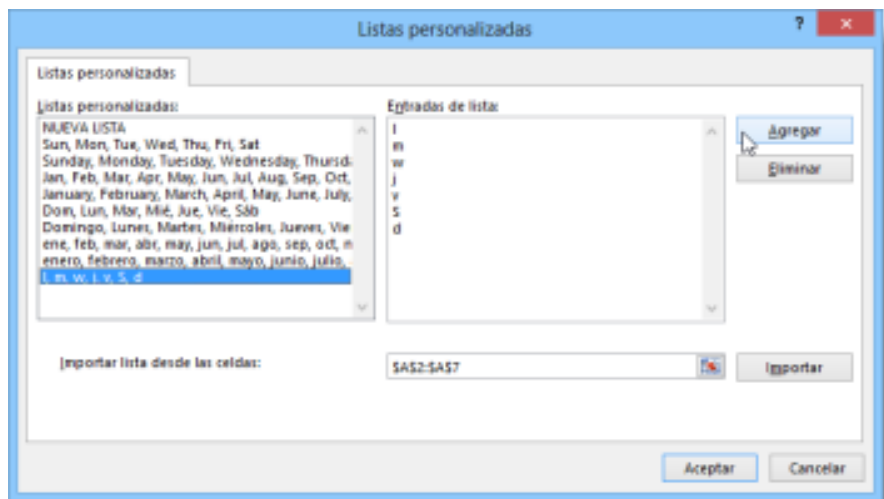 Listas personalizadas
?
Listas personalizadas
Listas personalizadas:
NUEVA LISTA
Sun, Mon, Tue, Wed, Thu, Fri, Sat
Sunday, Monday, Tuesday, Wednesday, Thursd
Jan, Feb, Mar, Apr, May, Jun, Jul, Aug, Sep, Oct,
January, February, March, April, May, June, July,
Dom, Lun, Mar, Mié, Jue, Vie, Sáb
Domingo, Lunes, Martes, Miércoles, Jueves, Vie
ene, feb, mar, abr, may, jun, jul, ago, sep, oct, n
enero, febrero, marzo, abril, mayo, junio, julio,
l, m, w, j, v, S, d
Entradas de lista:
l
m
w
j
v
S
d
Agregar
Eliminar
Importar lista desde las celdas:
$A$2:$A$7
Importar
Aceptar
Cancelar